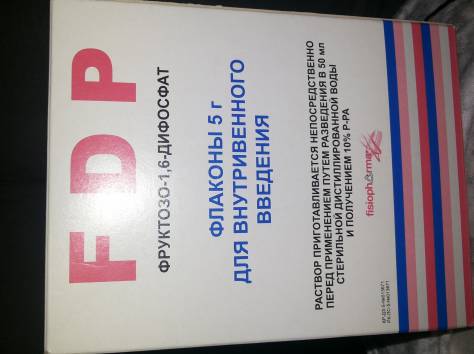 FDP
ФРУКТОЗО-1,6-ДИФОСФАТ
ФЛАКОНЫ 5 г
ДЛЯ ВНУТРИВЕННОГО
ВВЕДЕНИЯ
РАСТВОР ПРИГОТАВЛИВАЕТСЯ НЕПОСРЕДСТВЕННО
ПЕРЕД ПРИМЕНЕНИЕМ ПУТЕМ РАЗВЕДЕНИЯ В 50 мл
СТЕРИЛЬНОЙ ДИСТИЛЛИРОВАННОЙ ВОДЫ
И ПОЛУЧЕНИЕМ 10% Р-РА
fisiopharma